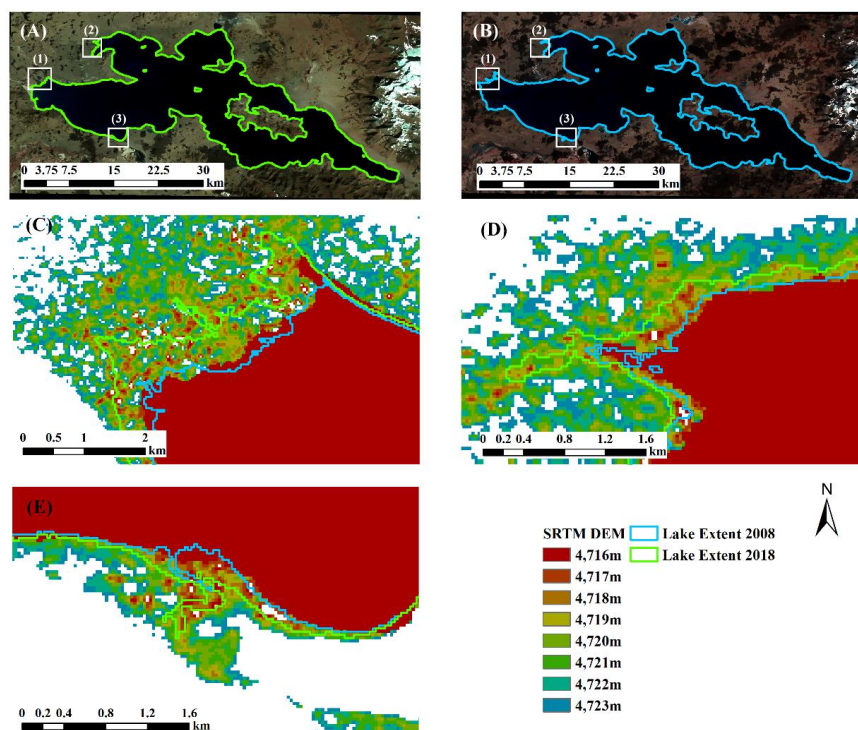 (A)
(2)
(1)
(3)
0 3.75 7.5 15 22.5 30
km
(B)
(2)
(1)
(3)
0 3.75 7.5 15 22.5 30
km
(C)
0 0.5 1 2
km
(D)
0 0.2 0.4 0.8 1.2 1.6
km
(E)
0 0.2 0.4 0.8 1.2 1.6
km
N
SRTM DEM
Lake Extent 2008
Lake Extent 2018
4,716m
4,717m
4,718m
4,719m
4,720m
4,721m
4,722m
4,723m